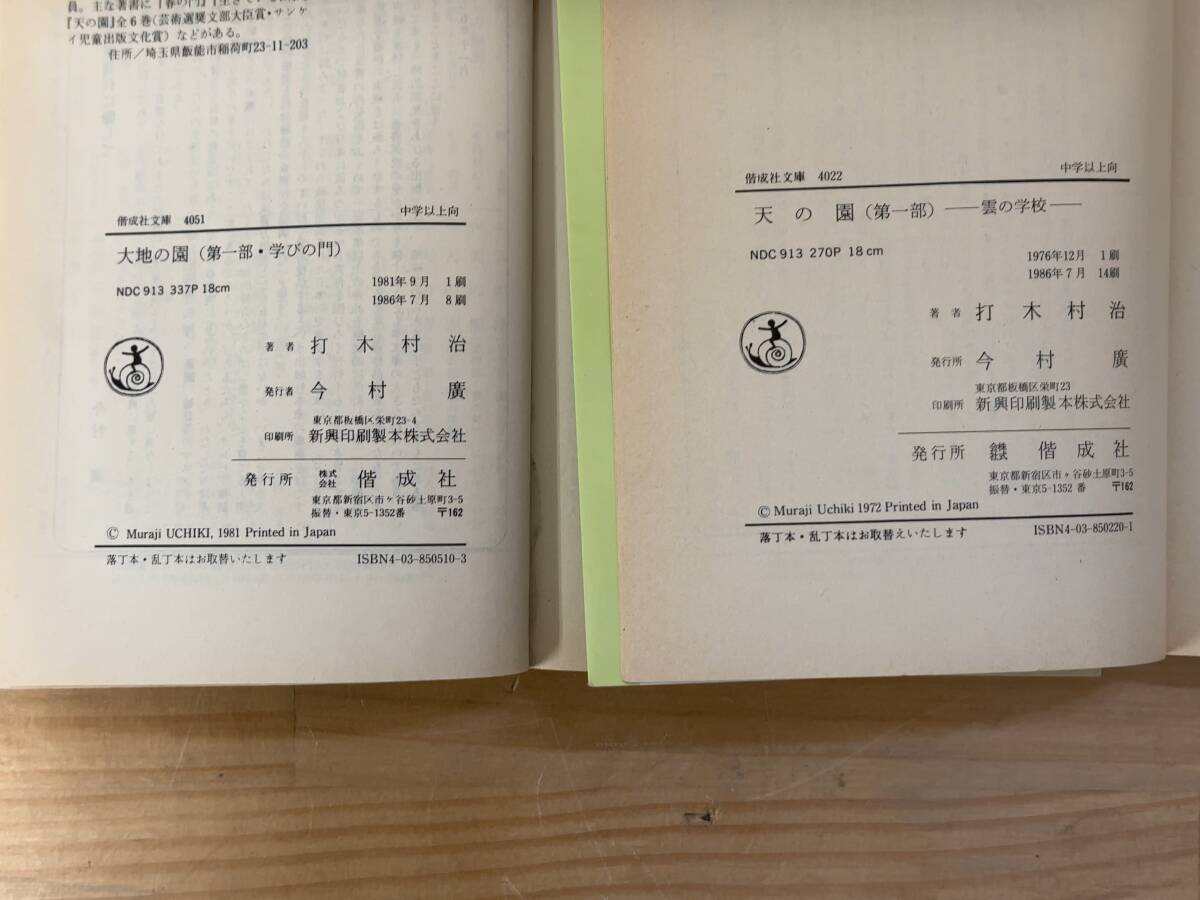 員。主な著書に『春の門』『生きている
『天の園』全6巻(芸術選奨文部大臣賞・サンケ
イ児童出版文化賞)などがある。
住所/埼玉県飯能市稲荷町23-11-203
偕成社文庫 4051
中学以上向
大地の園(第一部・学びの門)
NDC 913 337P 18cm
1981年9月 1刷
1986年7月 8刷
著者 打木村治
発行者 今村廣
東京都板橋区栄町23-4
印刷所 新興印刷製本株式会社
発行所 株式会社 偕成社
東京都新宿区市ヶ谷砂土原町3-5
振替・東京5-1352番 〒162
© Muraji UCHIKI, 1981 Printed in Japan
落丁本・乱丁本はお取替いたします ISBN4-03-850510-3
偕成社文庫 4022
中学以上向
天の園(第一部)――雲の学校――
NDC 913 270P 18cm
1976年12月 1刷
1986年7月 14刷
著者 打木村治
発行所 今村廣
東京都板橋区栄町23
印刷所 新興印刷製本株式会社
発行所 株式会社 偕成社
東京都新宿区市ヶ谷砂土原町3-5
振替・東京5-1352番 〒162
© Muraji UCHIKI 1972 Printed in Japan
落丁本・乱丁本はお取替えいたします ISBN4-03-850220-1